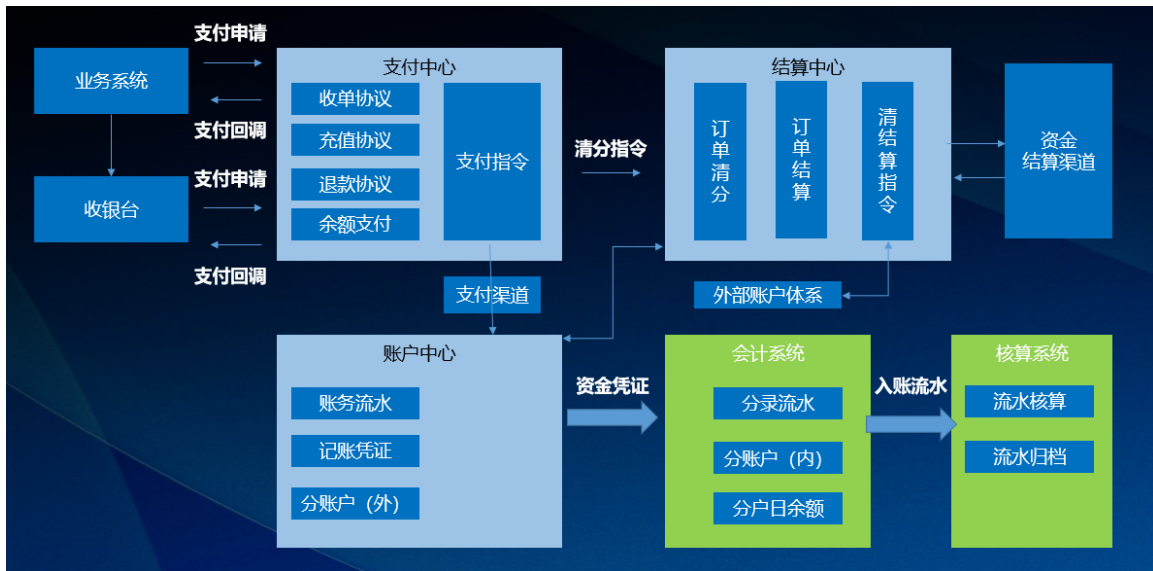 支付申请
业务系统
支付回调
支付申请
收银台
支付回调
支付中心
收单协议
充值协议
退款协议
余额支付
支付指令
支付渠道
清分指令
结算中心
订单清分
订单结算
清结算指令
资金
结算渠道
外部账户体系
账户中心
账务流水
记账凭证
分账户（外）
资金凭证
会计系统
分录流水
分账户（内）
分户日余额
入账流水
核算系统
流水核算
流水归档